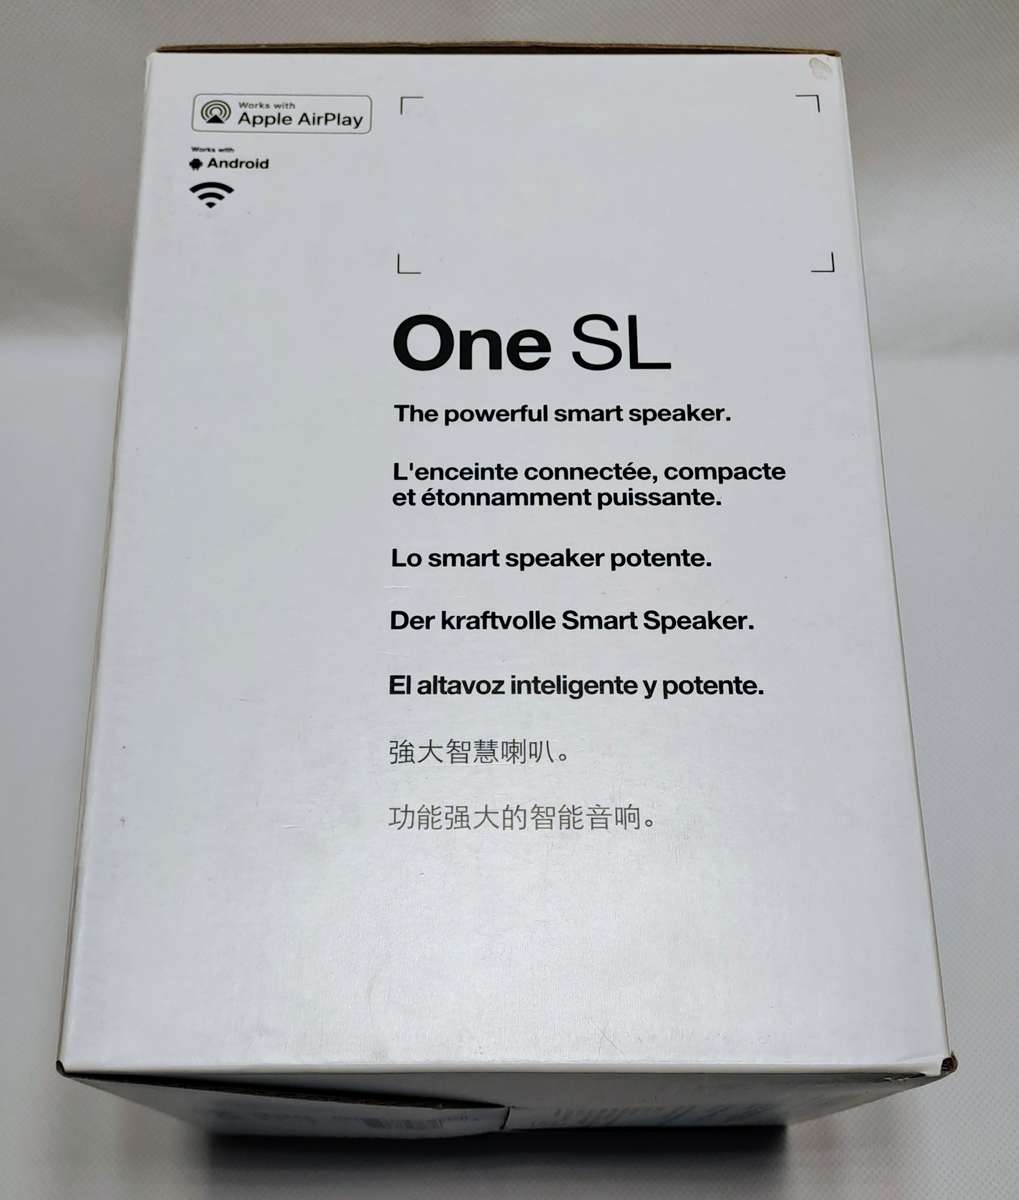 Works with
Apple AirPlay
Works with
Android
One SL
The powerful smart speaker.
L'enceinte connectée, compacte
et étonnamment puissante.
Lo smart speaker potente.
Der kraftvolle Smart Speaker.
El altavoz inteligente y potente.
強大智慧喇叭。
功能强大的智能音响。